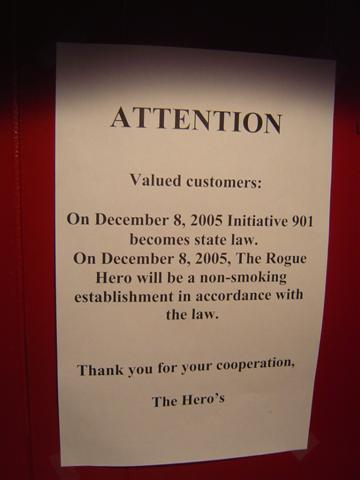 ATTENTION
Valued customers:
On December 8, 2005 Initiative 901
becomes state law.
On December 8, 2005, The Rogue
Hero will be a non-smoking
establishment in accordance with
the law.
Thank you for your cooperation,
The Hero's